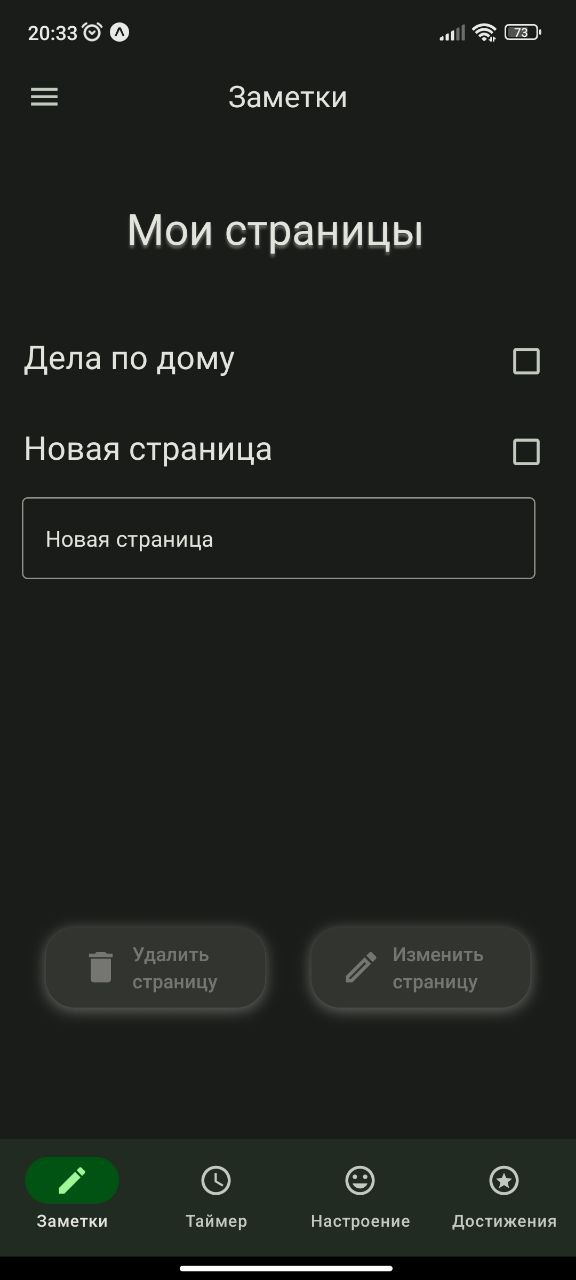 20:33
73
Заметки
Мои страницы
Дела по дому
Новая страница
Новая страница
Удалить
страницу
Изменить
страницу
Заметки
Таймер
Настроение
Достижения